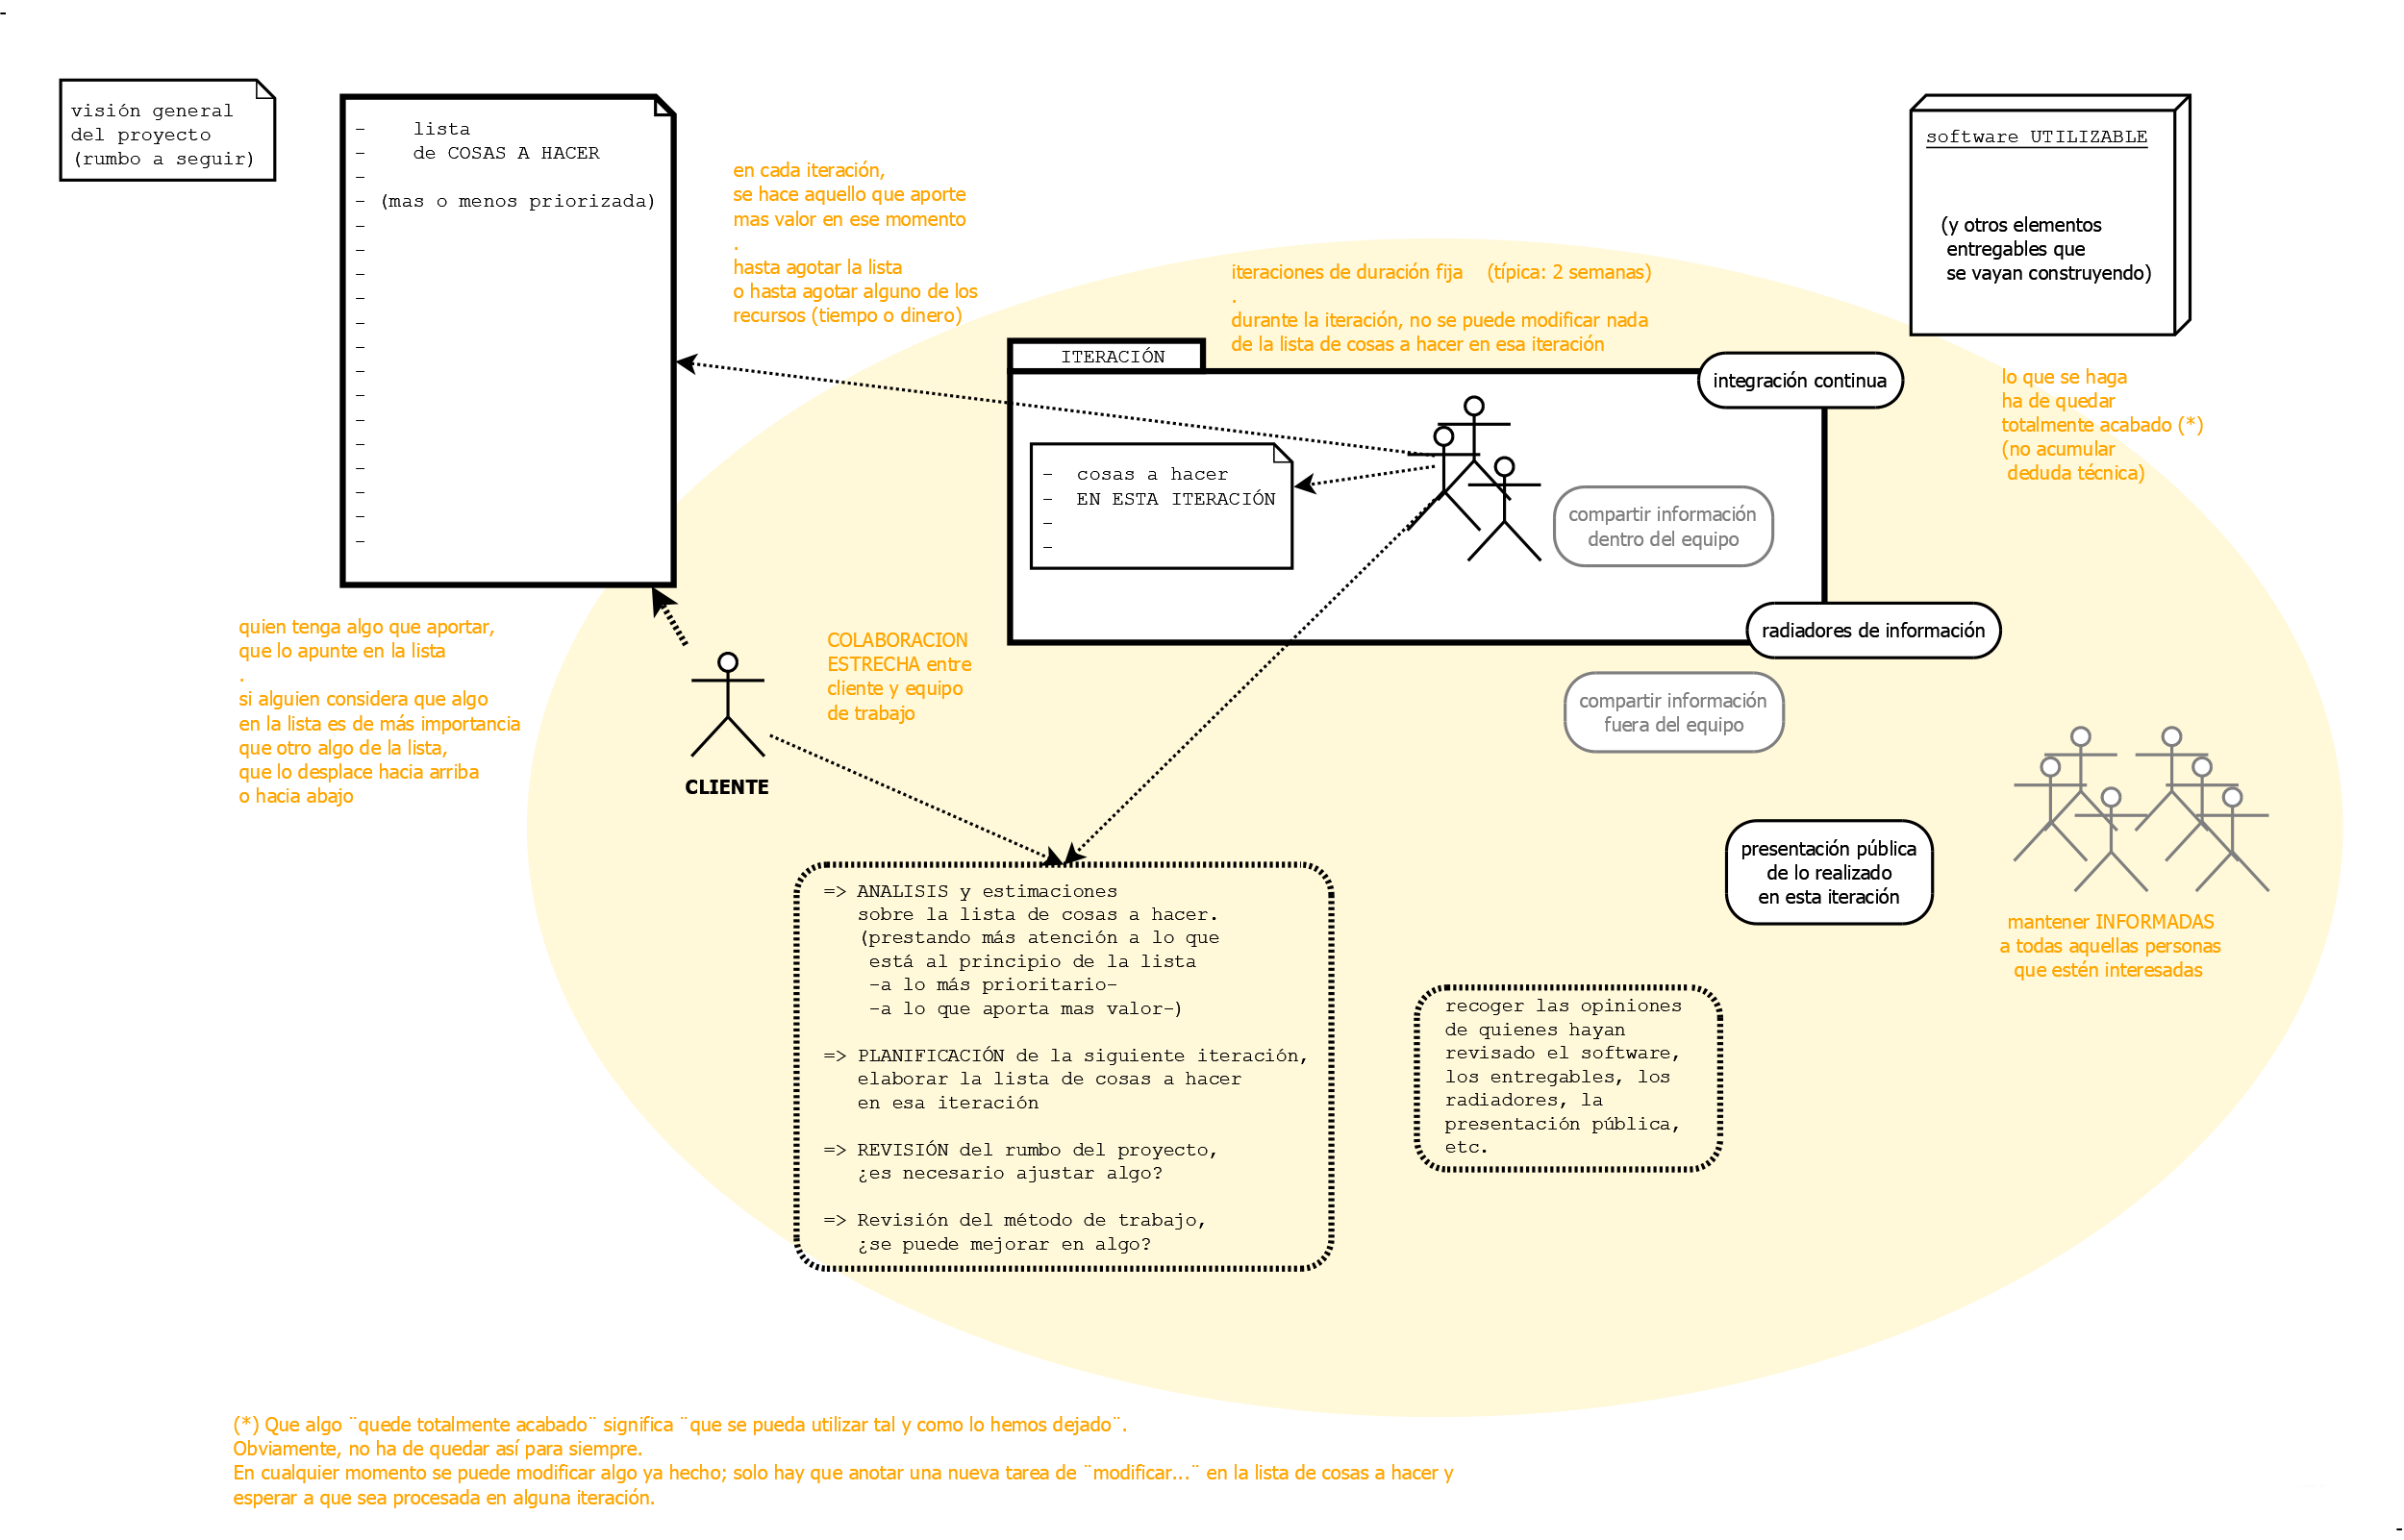 visión general
del proyecto
(rumbo a seguir)
- lista
- de COSAS A HACER
-
- (mas o menos priorizada)
-
-
-
-
-
-
-
-
-
-
-
-
-
-
en cada iteración,
se hace aquello que aporte
mas valor en ese momento
.
hasta agotar la lista
o hasta agotar alguno de los
recursos (tiempo o dinero)
iteraciones de duración fija (típica: 2 semanas)
.
durante la iteración, no se puede modificar nada
de la lista de cosas a hacer en esa iteración
software UTILIZABLE
(y otros elementos
entregables que
se vayan construyendo)
ITERACIÓN
integración continua
lo que se haga
ha de quedar
totalmente acabado (*)
(no acumular
deduda técnica)
- cosas a hacer
- EN ESTA ITERACIÓN
-
-
compartir información
dentro del equipo
radiadores de información
quien tenga algo que aportar,
que lo apunte en la lista
.
si alguien considera que algo
en la lista es de más importancia
que otro algo de la lista,
que lo desplace hacia arriba
o hacia abajo
CLIENTE
COLABORACION
ESTRECHA entre
cliente y equipo
de trabajo
compartir información
fuera del equipo
presentación pública
de lo realizado
en esta iteración
mantener INFORMADAS
a todas aquellas personas
que estén interesadas
=> ANALISIS y estimaciones
sobre la lista de cosas a hacer.
(prestando más atención a lo que
está al principio de la lista
-a lo más prioritario-
-a lo que aporta mas valor-)
=> PLANIFICACIÓN de la siguiente iteración,
elaborar la lista de cosas a hacer
en esa iteración
=> REVISIÓN del rumbo del proyecto,
¿es necesario ajustar algo?
=> Revisión del método de trabajo,
¿se puede mejorar en algo?
recoger las opiniones
de quienes hayan
revisado el software,
los entregables, los
radiadores, la
presentación pública,
etc.
(*) Que algo ¨quede totalmente acabado¨ significa ¨que se pueda utilizar tal y como lo hemos dejado¨.
Obviamente, no ha de quedar así para siempre.
En cualquier momento se puede modificar algo ya hecho; solo hay que anotar una nueva tarea de ¨modificar...¨ en la lista de cosas a hacer y
esperar a que sea procesada en alguna iteración.